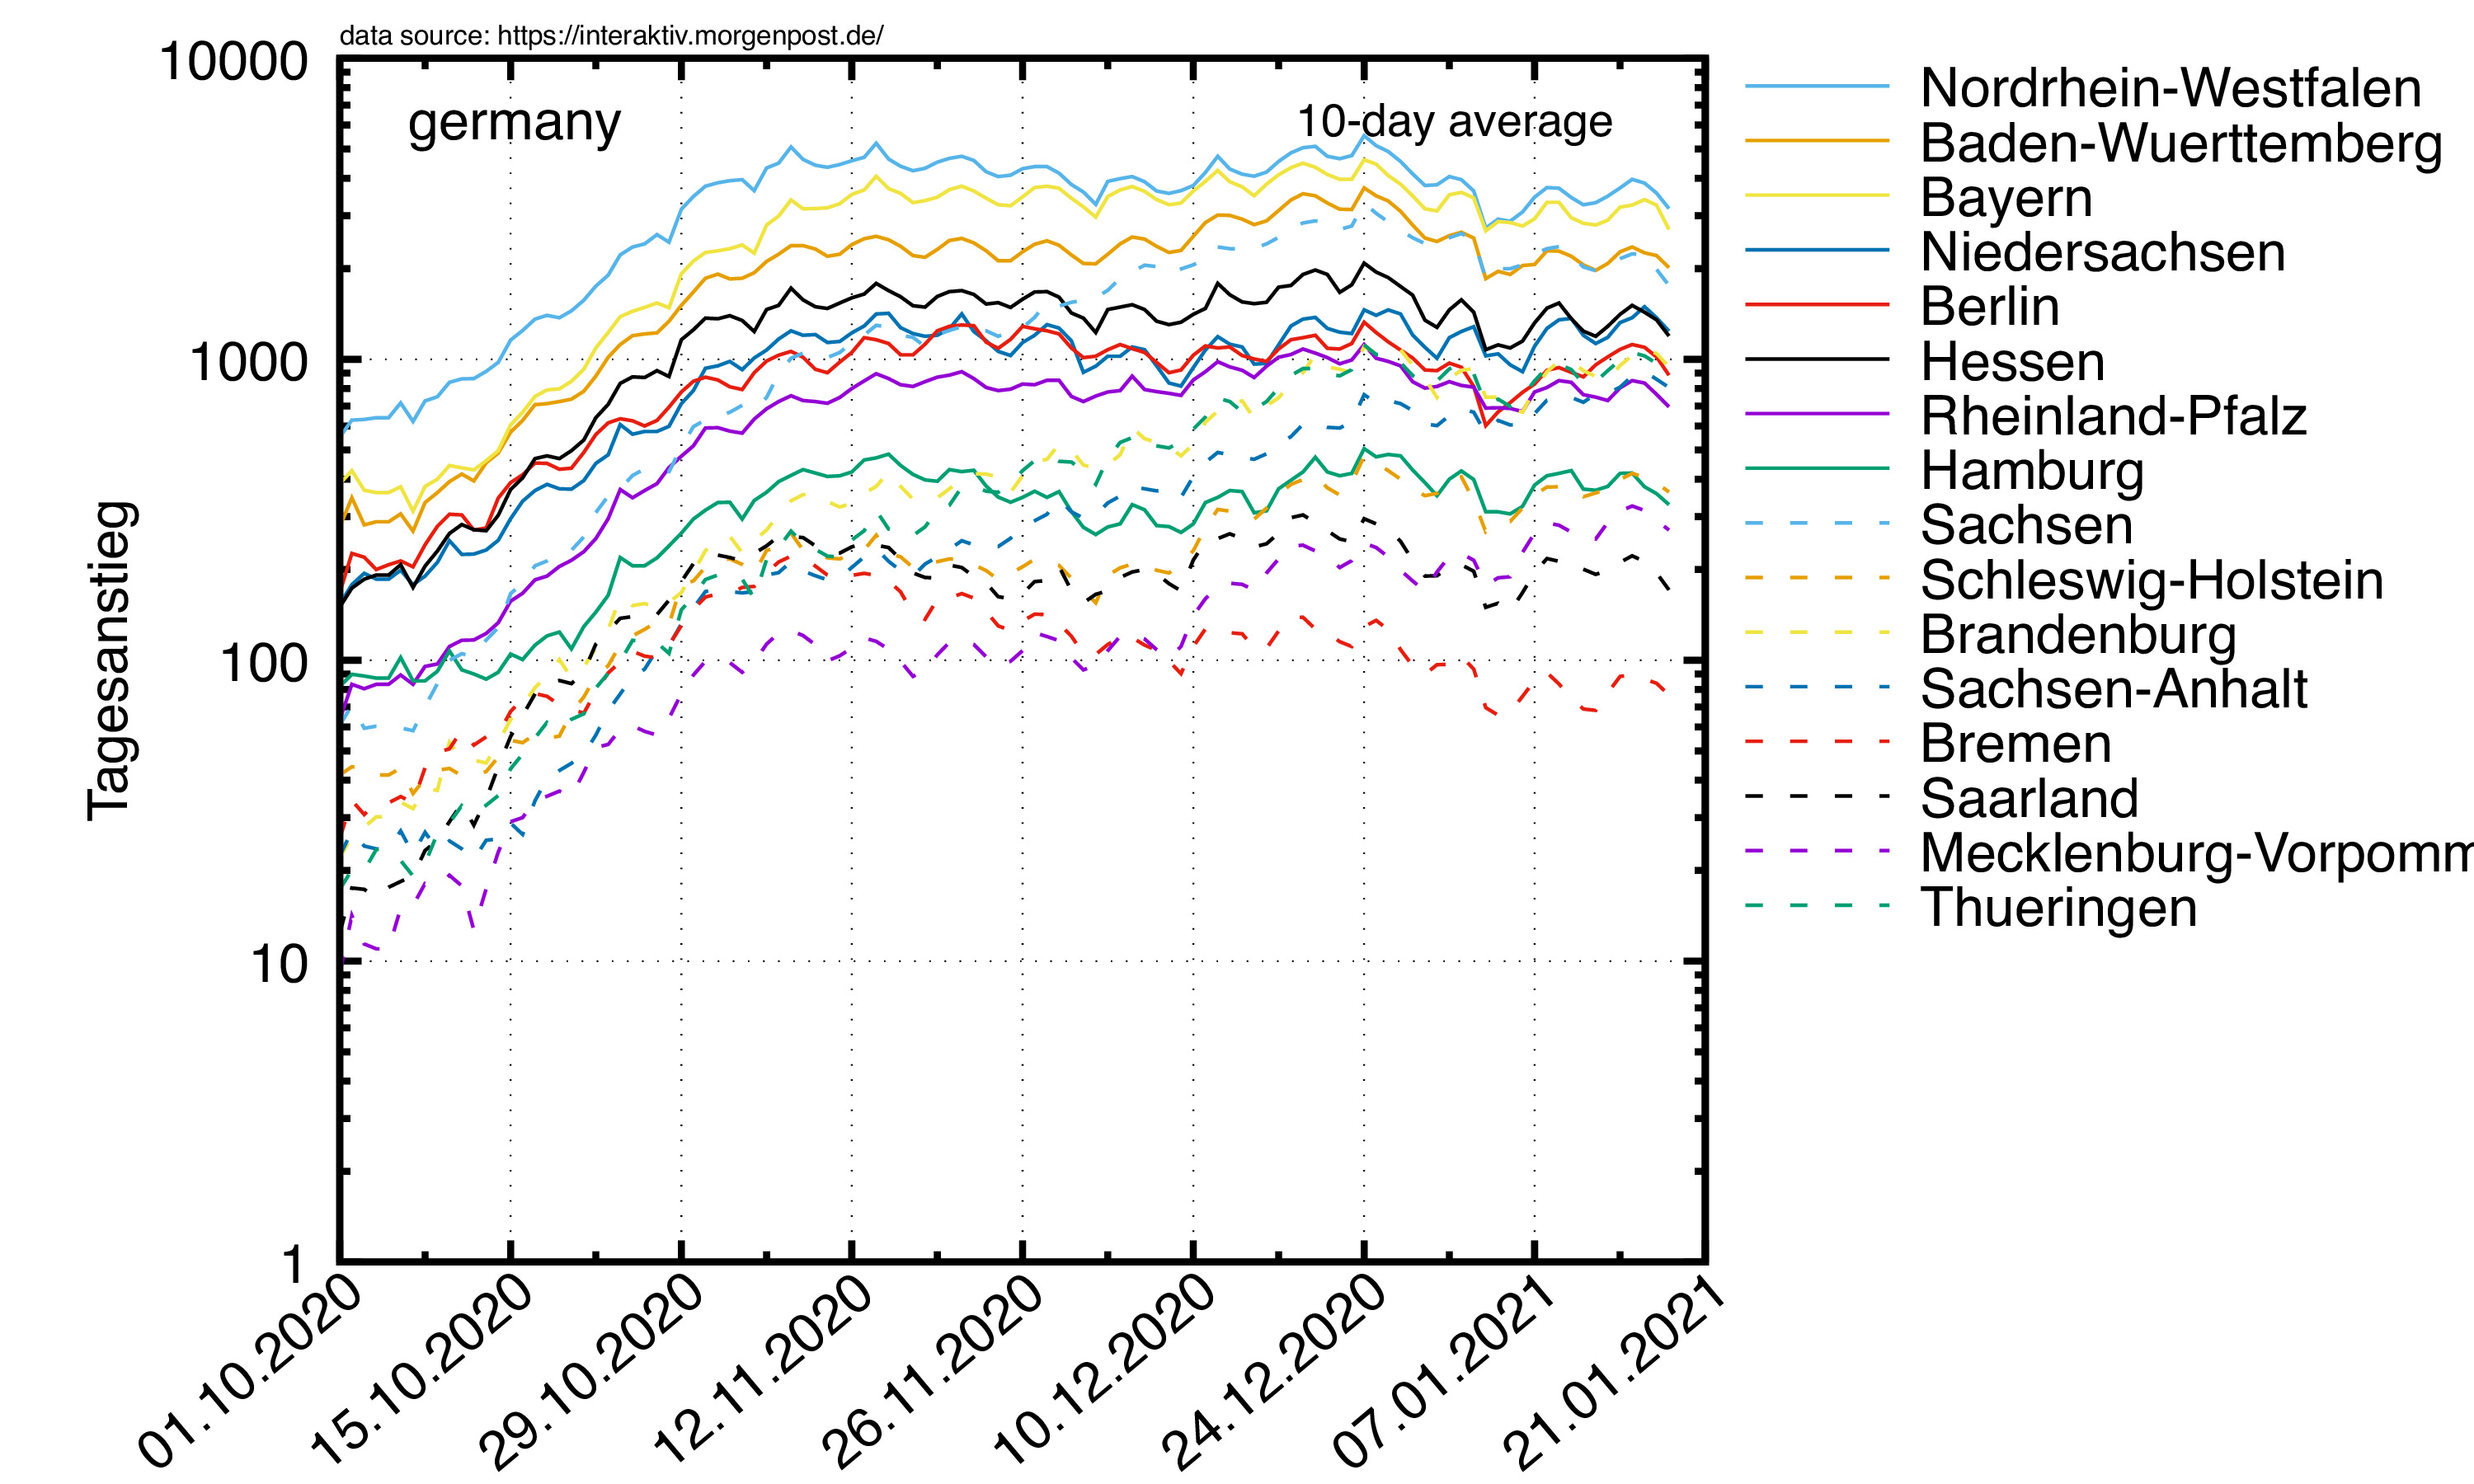 data source: https://interaktiv.morgenpost.de/
10000
1000
100
10
1
Tagesanstieg
germany
10-day average
01.10.2020
15.10.2020
29.10.2020
12.11.2020
26.11.2020
10.12.2020
24.12.2020
07.01.2021
21.01.2021
Nordrhein-Westfalen
Baden-Wuerttemberg
Bayern
Niedersachsen
Berlin
Hessen
Rheinland-Pfalz
Hamburg
Sachsen
Schleswig-Holstein
Brandenburg
Sachsen-Anhalt
Bremen
Saarland
Mecklenburg-Vorpomm
Thueringen